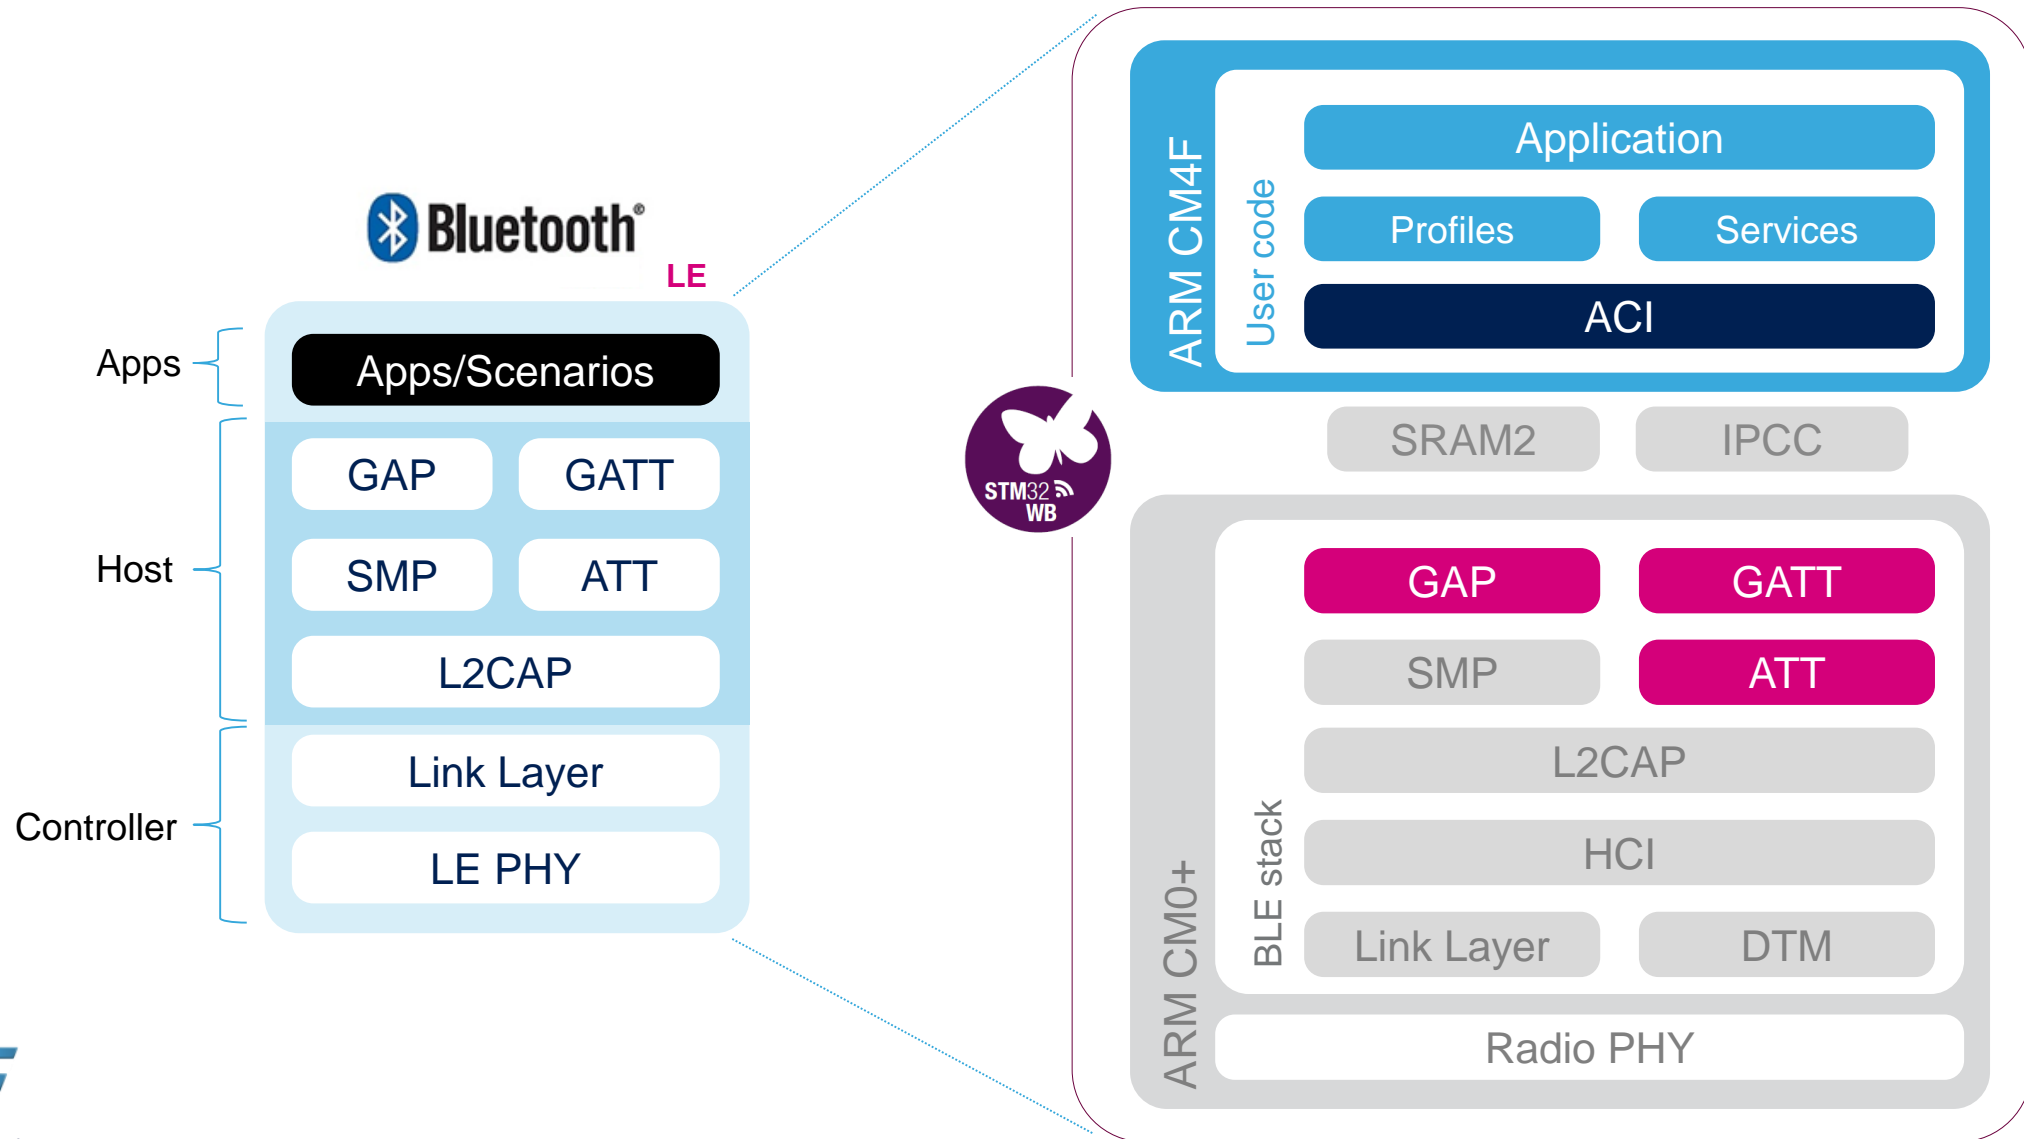 Bluetooth®
LE
Apps
Apps/Scenarios
Host
GAP
GATT
SMP
ATT
L2CAP
Controller
Link Layer
LE PHY
STM32
WB
ARM CM4F
User code
Application
Profiles
Services
ACI
SRAM2
IPCC
ARM CM0+
BLE stack
GAP
GATT
SMP
ATT
L2CAP
HCI
Link Layer
DTM
Radio PHY